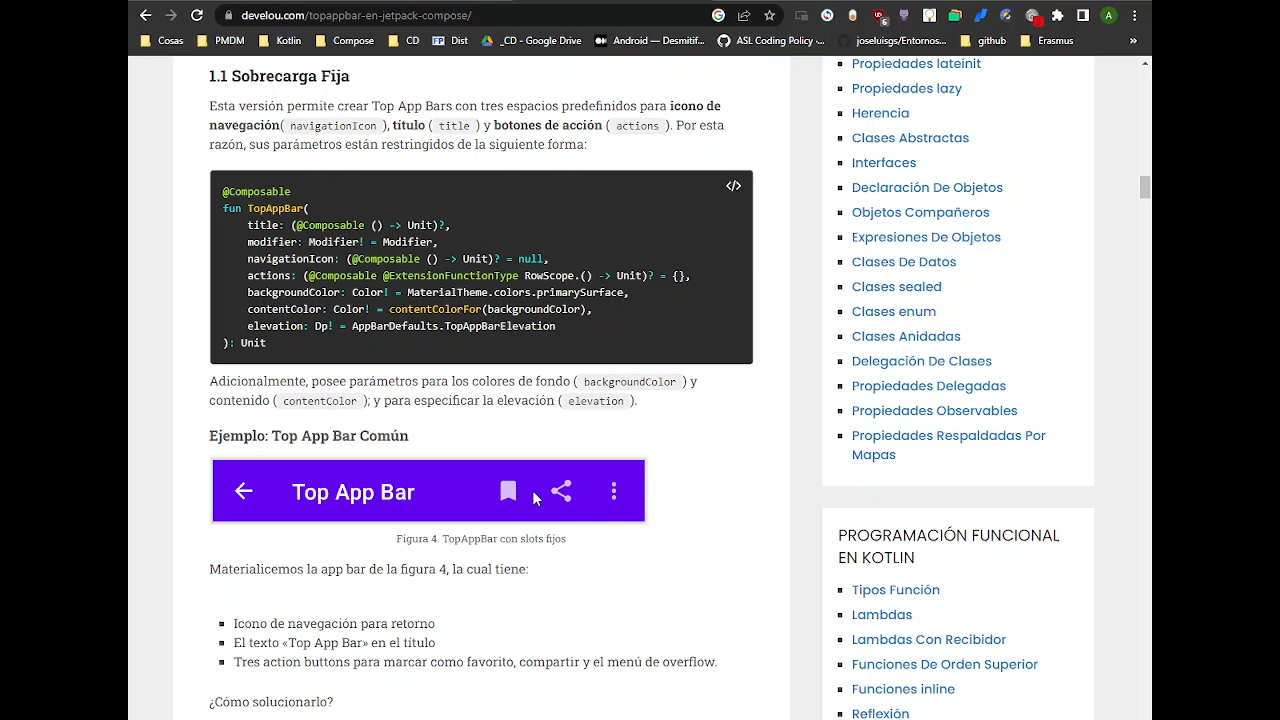 develou.com/topappbar-en-jetpack-compose/
Cosas PMDM Kotlin Compose CD FP Dist _CD - Google Drive Android — Desmitif... ASL Coding Policy -... joseluisgs/Entornos... github Erasmus »
1.1 Sobrecarga Fija
Esta versión permite crear Top App Bars con tres espacios predefinidos para icono de
navegación( navigationIcon ), título ( title ) y botones de acción ( actions ). Por esta
razón, sus parámetros están restringidos de la siguiente forma:
</>
@Composable
fun TopAppBar(
title: (@Composable () -> Unit)?,
modifier: Modifier! = Modifier,
navigationIcon: (@Composable () -> Unit)? = null,
actions: (@Composable @ExtensionFunctionType RowScope.() -> Unit)? = {},
backgroundColor: Color! = MaterialTheme.colors.primarySurface,
contentColor: Color! = contentColorFor(backgroundColor),
elevation: Dp! = AppBarDefaults.TopAppBarElevation
): Unit
Adicionalmente, posee parámetros para los colores de fondo ( backgroundColor ) y
contenido ( contentColor ); y para especificar la elevación ( elevation ).
Ejemplo: Top App Bar Común
Top App Bar
Figura 4. TopAppBar con slots fijos
Materialicemos la app bar de la figura 4, la cual tiene:
Icono de navegación para retorno
El texto «Top App Bar» en el título
Tres action buttons para marcar como favorito, compartir y el menú de overflow.
¿Cómo solucionarlo?
Propiedades lateinit
Propiedades lazy
Herencia
Clases Abstractas
Interfaces
Declaración De Objetos
Objetos Compañeros
Expresiones De Objetos
Clases De Datos
Clases sealed
Clases enum
Clases Anidadas
Delegación De Clases
Propiedades Delegadas
Propiedades Observables
Propiedades Respaldadas Por
Mapas
PROGRAMACIÓN FUNCIONAL
EN KOTLIN
Tipos Función
Lambdas
Lambdas Con Recibidor
Funciones De Orden Superior
Funciones inline
Reflexión